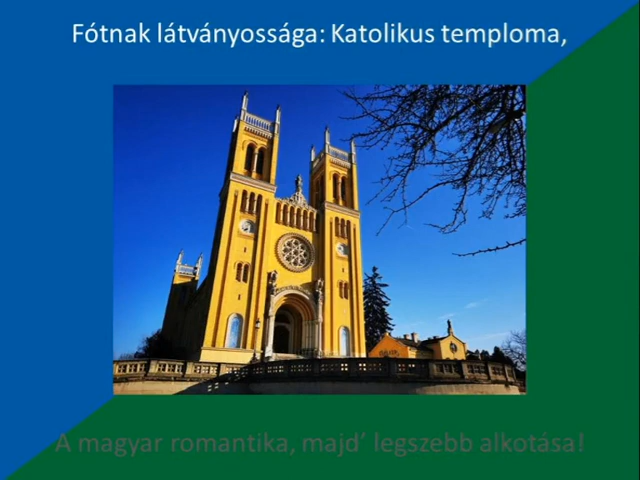 Fótnak látványossága: Katolikus temploma,
A magyar romantika, majd’ legszebb alkotása!